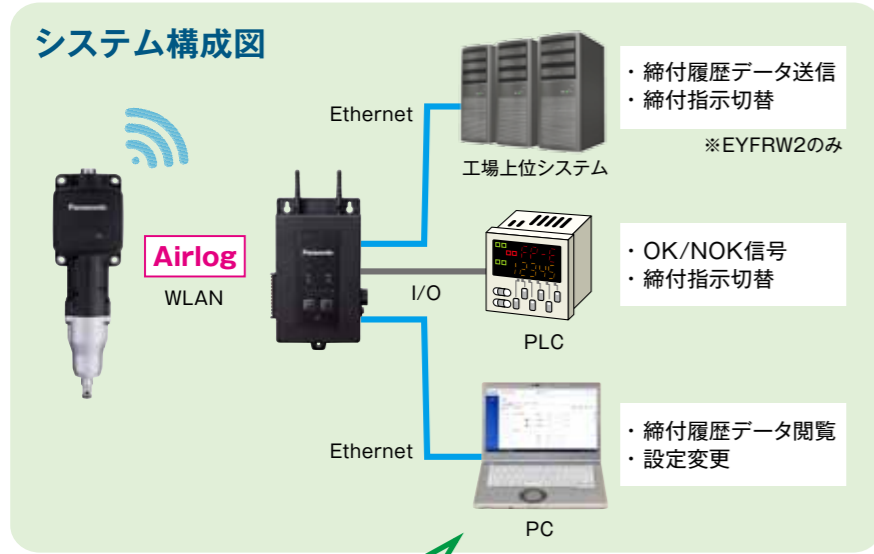 システム構成図
Ethernet
工場上位システム
・締付履歴データ送信
・締付指示切替
※EYFRW2のみ
Panasonic
Airlog
WLAN
Panasonic
I/O
12345
PLC
・OK/NOK信号
・締付指示切替
Ethernet
PC
・締付履歴データ閲覧
・設定変更